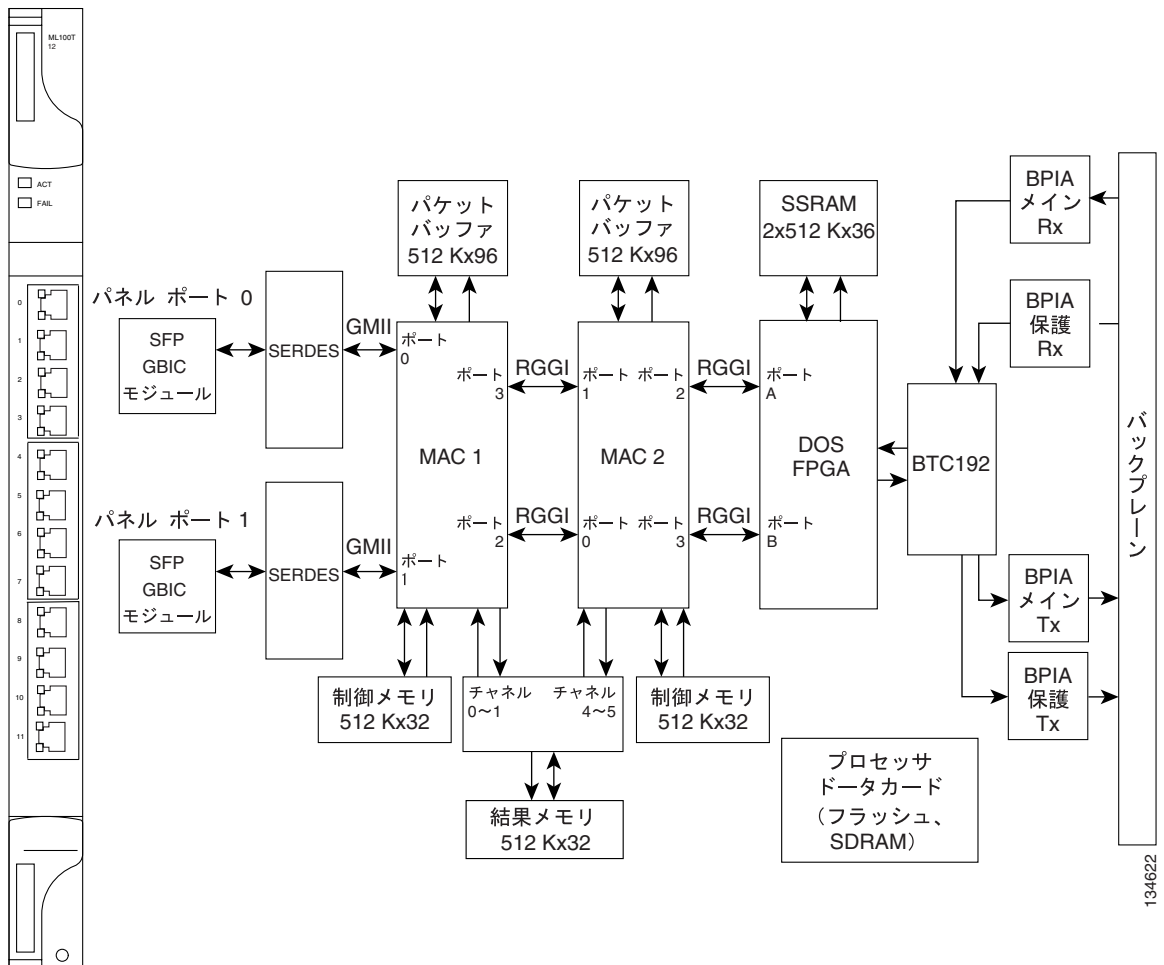 ML100T
12
ACT
FAIL
0
1
2
3
4
5
6
7
8
9
10
11
パネル ポート 0
SFP
GBIC
モジュール
SERDES
GMII
パネル ポート 1
SFP
GBIC
モジュール
SERDES
GMII
パケット
バッファ
512 Kx96
ポート
0
ポート
3
MAC 1
ポート
2
ポート
1
RGGI
RGGI
パケット
バッファ
512 Kx96
ポート
1
ポート
2
MAC 2
ポート
0
ポート
3
RGGI
RGGI
SSRAM
2x512 Kx36
ポート
A
DOS
FPGA
ポート
B
BTC192
BPIA
メイン
Rx
BPIA
保護
Rx
BPIA
メイン
Tx
BPIA
保護
Tx
バックプレーン
制御メモリ
512 Kx32
チャネル
0～1
チャネル
4～5
制御メモリ
512 Kx32
結果メモリ
512 Kx32
プロセッサ
ドータカード
（フラッシュ、
SDRAM）
134622